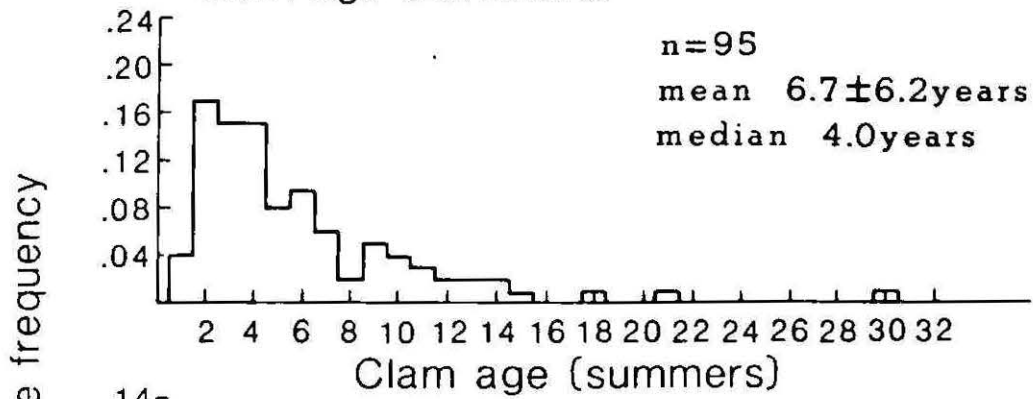 .24
.20
.16
.12
.08
.04
n=95
mean 6.7±6.2years
median 4.0years
2 4 6 8 10 12 14 16 18 20 22 24 26 28 30 32
Clam age (summers)
frequency
.14